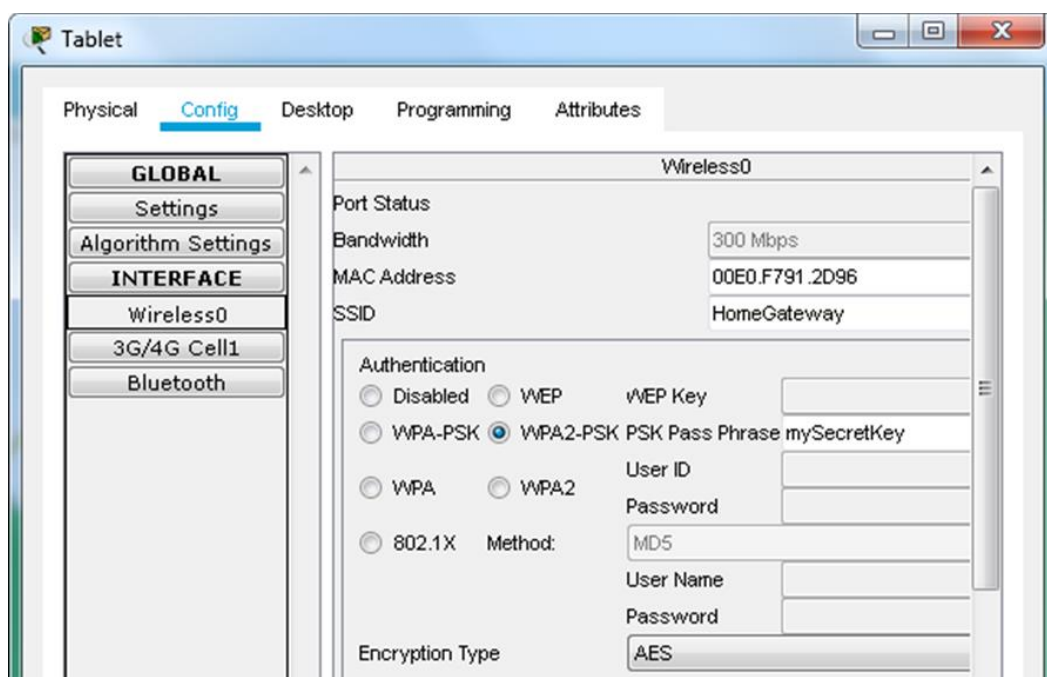 Tablet
Physical Config Desktop Programming Attributes
GLOBAL
Settings
Algorithm Settings
INTERFACE
Wireless0
3G/4G Cell1
Bluetooth
Wireless0
Port Status
Bandwidth 300 Mbps
MAC Address 00E0.F791.2D96
SSID HomeGateway
Authentication
Disabled WEP WEP Key
WPA-PSK WPA2-PSK PSK Pass Phrase mySecretKey
User ID
WPA WPA2
Password
802.1X Method: MD5
User Name
Password
Encryption Type AES